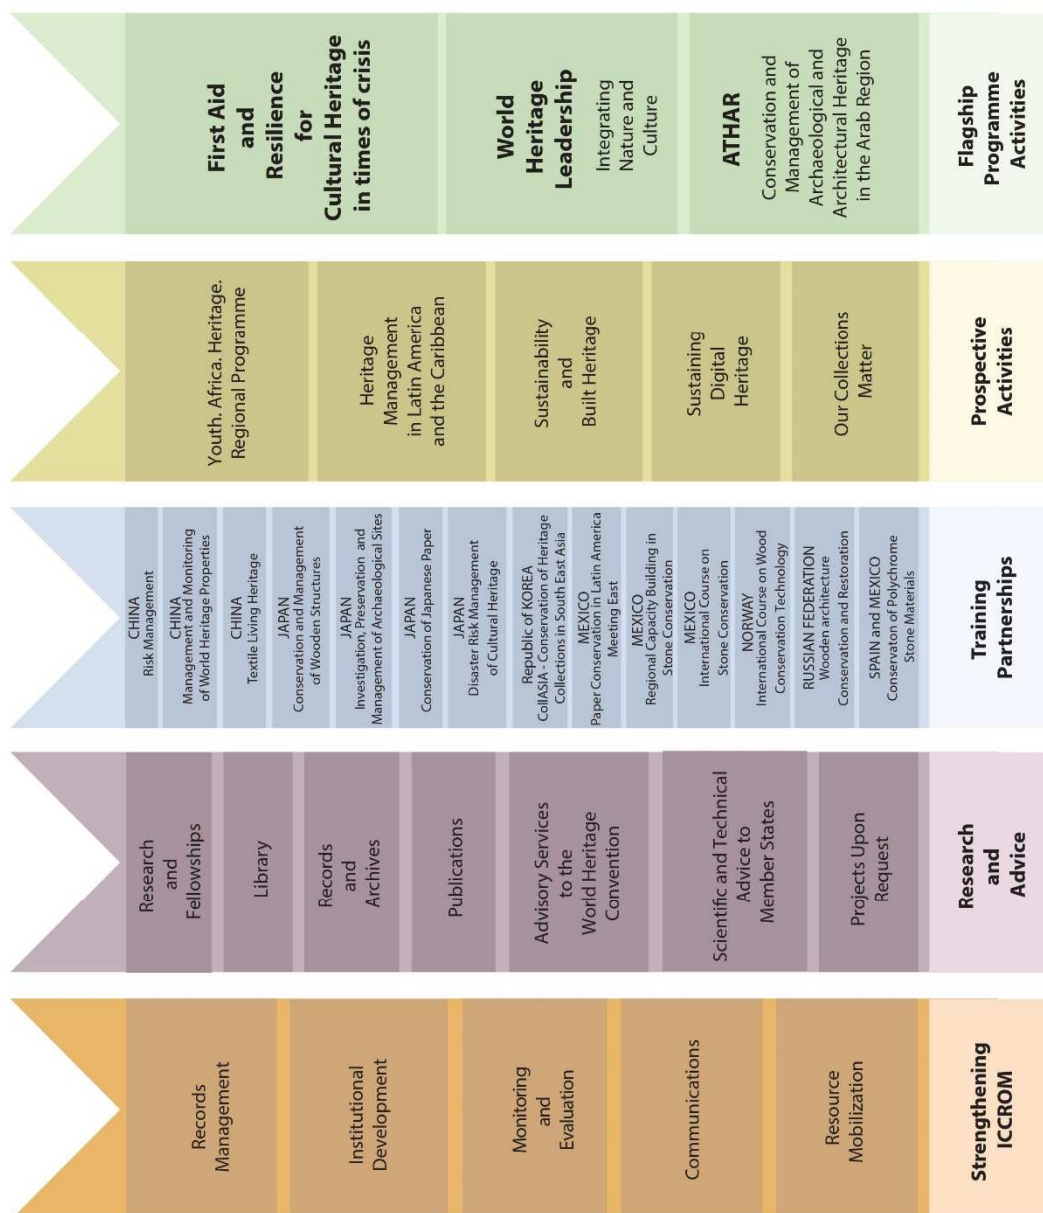 Strengthening
ICCROM
Resource
Mobilization
Communications
Monitoring
and
Evaluation
Institutional
Development
Records
Management
Research
and
Advice
Projects Upon
Request
Scientific and Technical
Advice to
Member States
Advisory Services
to the
World Heritage
Convention
Publications
Records
and
Archives
Library
Research
and
Fellowships
Training
Partnerships
SPAIN and MEXICO
Conservaton of Polychrome
Stone Materials
RUSSIAN FEDERATION
Wooden architecture
Conservation and Restoration
NORWAY
International Course on Wood
Conservation Technology
MEXICO
International Course on
Stone Conservation
MEXICO
Regional Capacity Building in
Stone Conservation
MEXICO
Paper Conservation in Latin America
Meeting East
Republic of KOREA
CollASIA - Conservation of Heritage
Collections in South East Asia
JAPAN
Disaster Risk Management
of Cultural Heritage
JAPAN
Conservation of Japanese Paper
JAPAN
Investigation, Preservation and
Management of Archaeological Sites
JAPAN
Conservation and Management
of Wooden Structures
CHINA
Textile Living Heritage
CHINA
Management and Monitoring
of World Heritage Properties
CHINA
Risk Management
Prospective
Activities
Our Collections
Matter
Sustaining
Digital
Heritage
Sustainability
and
Built Heritage
Heritage
Management
in Latin America
and the Caribbean
Youth. Africa. Heritage.
Regional Programme
Flagship
Programme
Activities
ATHAR
Conservation and
Management of
Archaeological and
Architectural Heritage
in the Arab Region
World
Heritage
Leadership
Integrating
Nature and
Culture
First Aid
and
Resilience
for
Cultural Heritage
in times of crisis